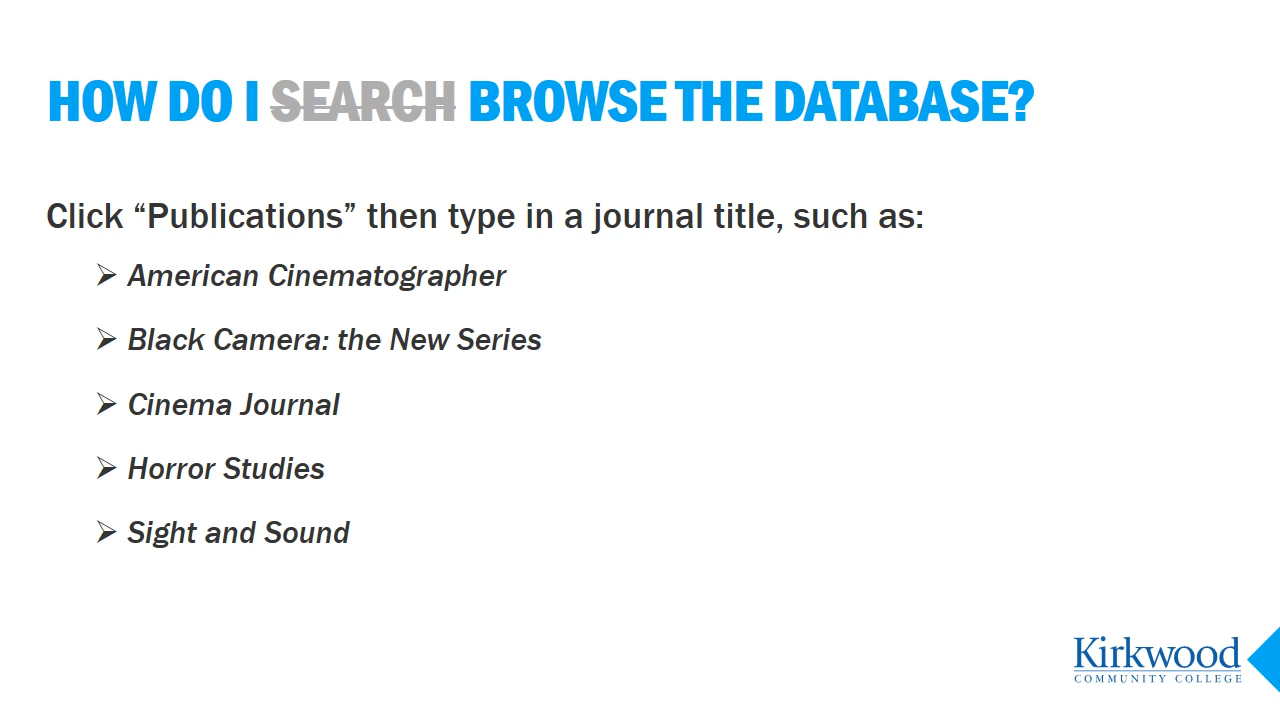 HOW DO I SEARCH BROWSE THE DATABASE?
Click “Publications” then type in a journal title, such as:
American Cinematographer
Black Camera: the New Series
Cinema Journal
Horror Studies
Sight and Sound
Kirkwood
COMMUNITY COLLEGE